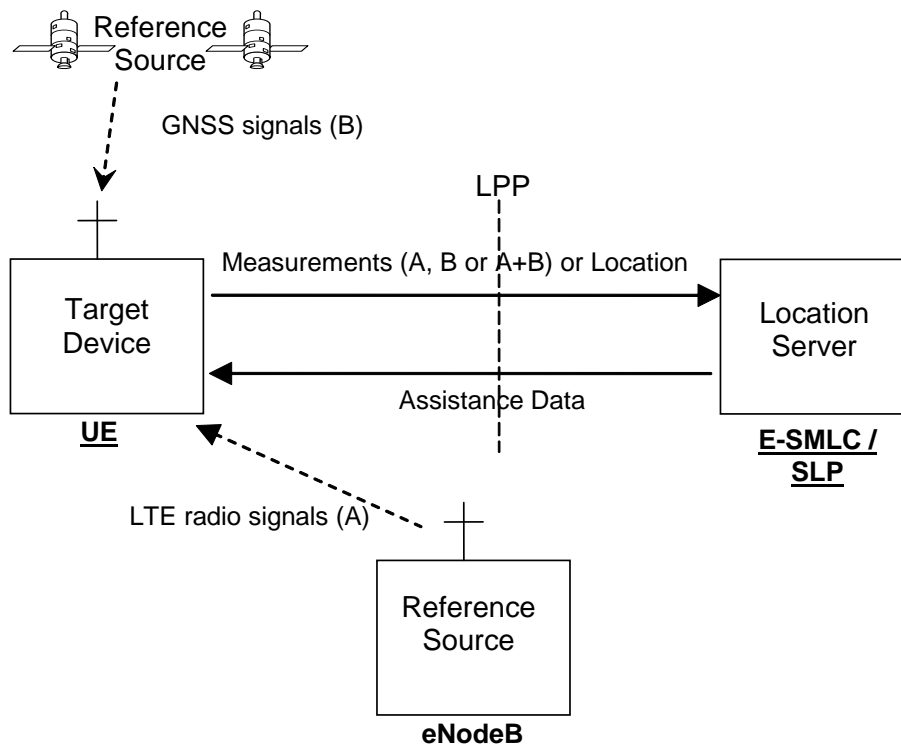 Reference
Source
GNSS signals (B)
LPP
Measurements (A, B or A+B) or Location
Target
Device
Location
Server
Assistance Data
UE
E-SMLC /
SLP
LTE radio signals (A)
Reference
Source
eNodeB